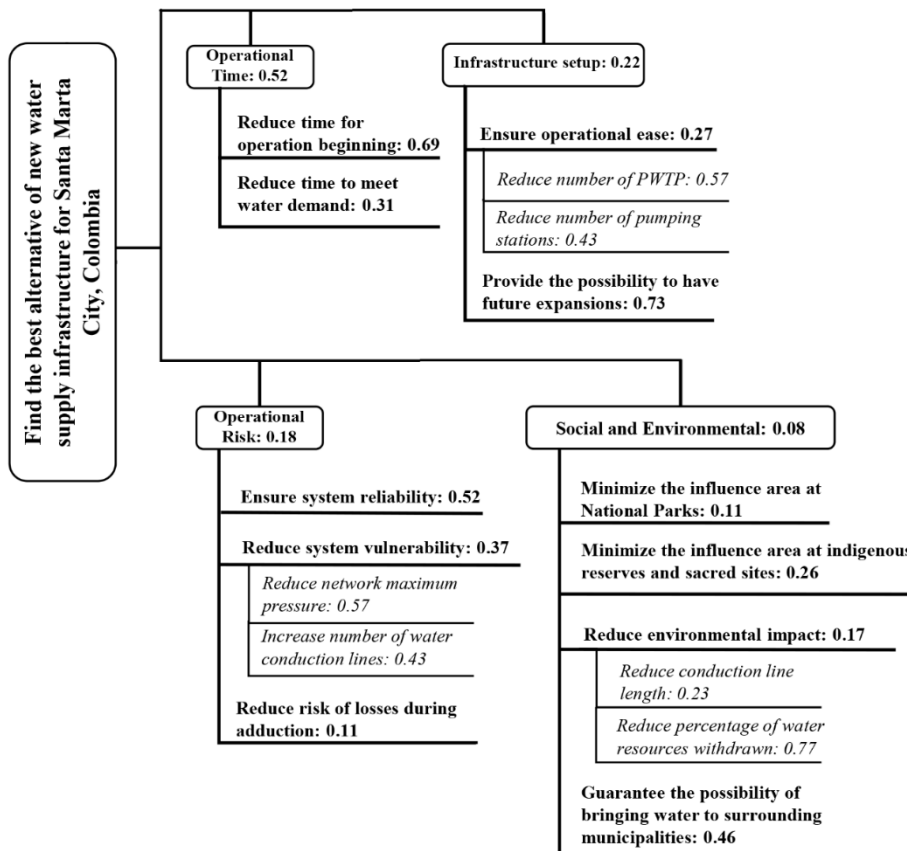 Find the best alternative of new water
supply infrastructure for Santa Marta
City, Colombia
Operational
Time: 0.52
Reduce time for
operation beginning: 0.69
Reduce time to meet
water demand: 0.31
Infrastructure setup: 0.22
Ensure operational ease: 0.27
Reduce number of PWTP: 0.57
Reduce number of pumping
stations: 0.43
Provide the possibility to have
future expansions: 0.73
Operational
Risk: 0.18
Ensure system reliability: 0.52
Reduce system vulnerability: 0.37
Reduce network maximum
pressure: 0.57
Increase number of water
conduction lines: 0.43
Reduce risk of losses during
adduction: 0.11
Social and Environmental: 0.08
Minimize the influence area at
National Parks: 0.11
Minimize the influence area at indigenous
reserves and sacred sites: 0.26
Reduce environmental impact: 0.17
Reduce conduction line
length: 0.23
Reduce percentage of water
resources withdrawn: 0.77
Guarantee the possibility of
bringing water to surrounding
municipalities: 0.46